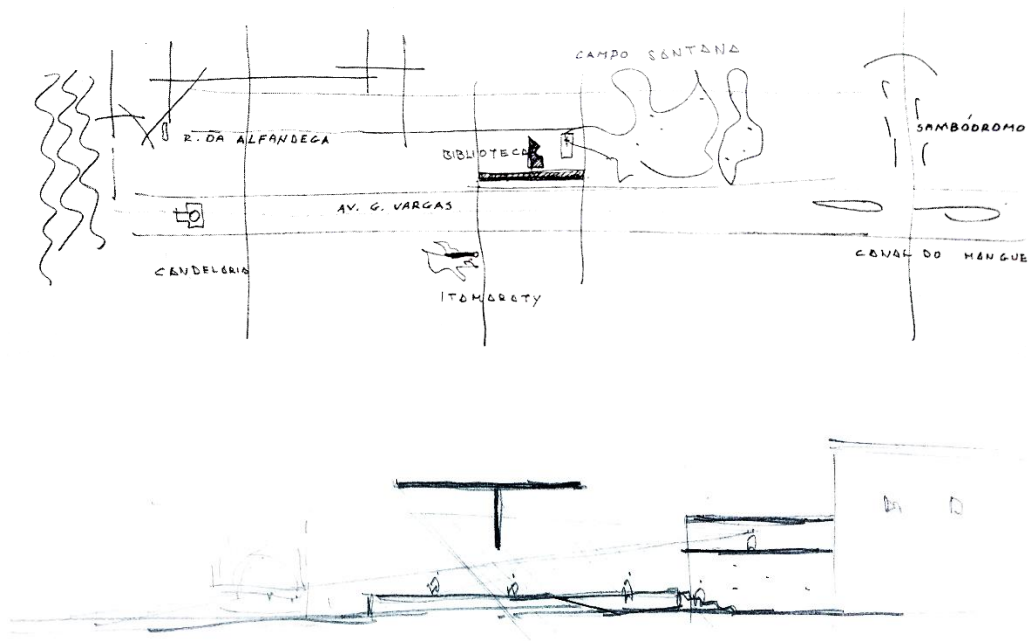 CAMPO SANTANA
SAMBÓDROMO
R. DA ALFANDEGA
BIBLIOTECA
AV. G. VARGAS
CANAL DO MANGUE
CANDELARIA
ITAMARATY